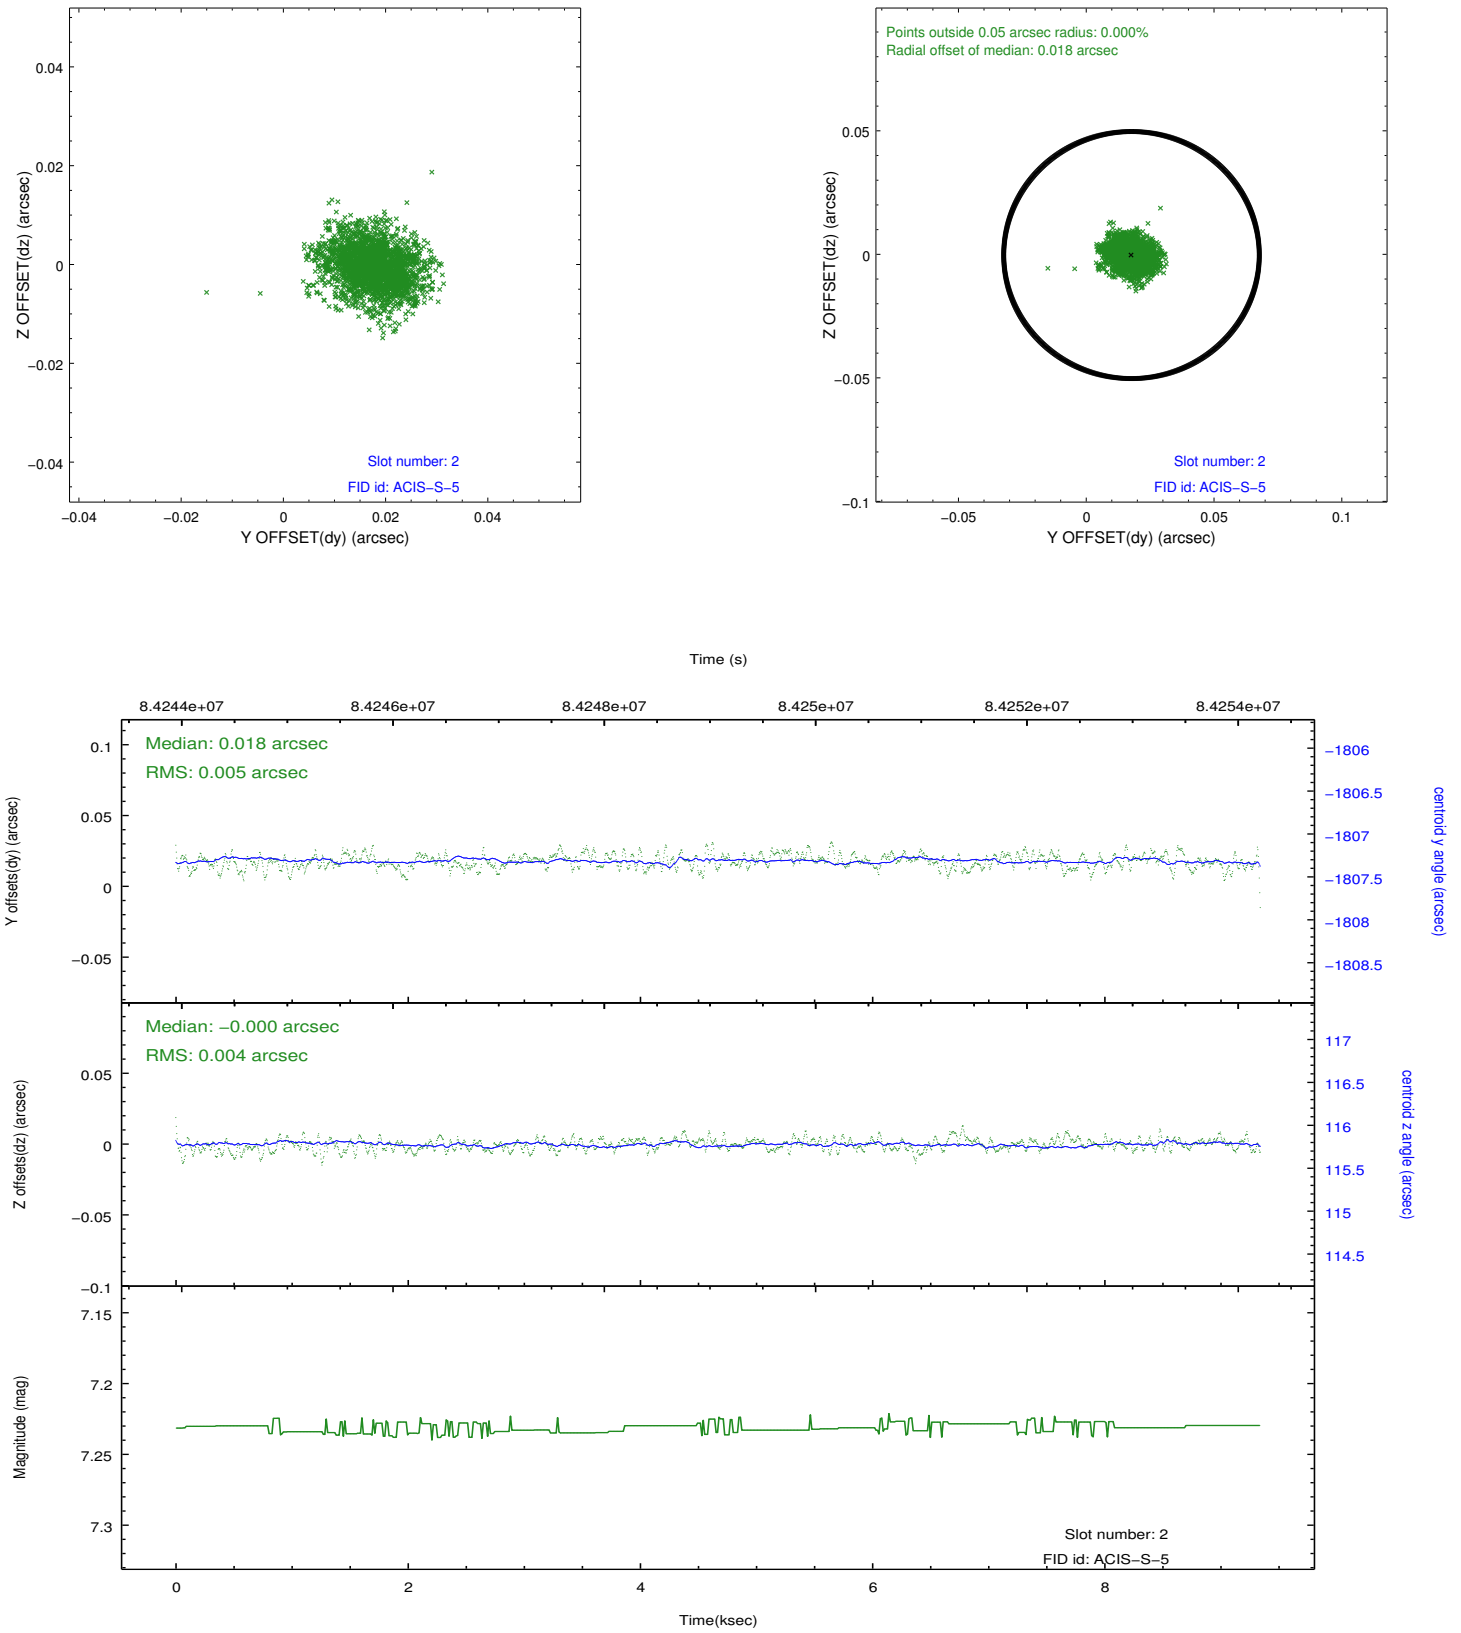 0.04
0.02
0
−0.02
−0.04
Z OFFSET(dz) (arcsec)
Slot number: 2
FID id: ACIS−S−5
−0.04
−0.02
0
0.02
0.04
Y OFFSET(dy) (arcsec)
Points outside 0.05 arcsec radius: 0.000%
Radial offset of median: 0.018 arcsec
0.05
0
−0.05
−0.1
Z OFFSET(dz) (arcsec)
Slot number: 2
FID id: ACIS−S−5
−0.05
0
0.05
0.1
Y OFFSET(dy) (arcsec)
Time (s)
8.4244e+07
8.4246e+07
8.4248e+07
8.425e+07
8.4252e+07
8.4254e+07
Median: 0.018 arcsec
RMS: 0.005 arcsec
0.1
0.05
0
−0.05
Y offsets(dy) (arcsec)
−1806
−1806.5
−1807
−1807.5
−1808
−1808.5
centroid y angle (arcsec)
Median: −0.000 arcsec
RMS: 0.004 arcsec
0.05
0
−0.05
−0.1
Z offsets(dz) (arcsec)
117
116.5
116
115.5
115
114.5
centroid z angle (arcsec)
7.15
7.2
7.25
7.3
Magnitude (mag)
Slot number: 2
FID id: ACIS−S−5
0
2
4
6
8
Time(ksec)